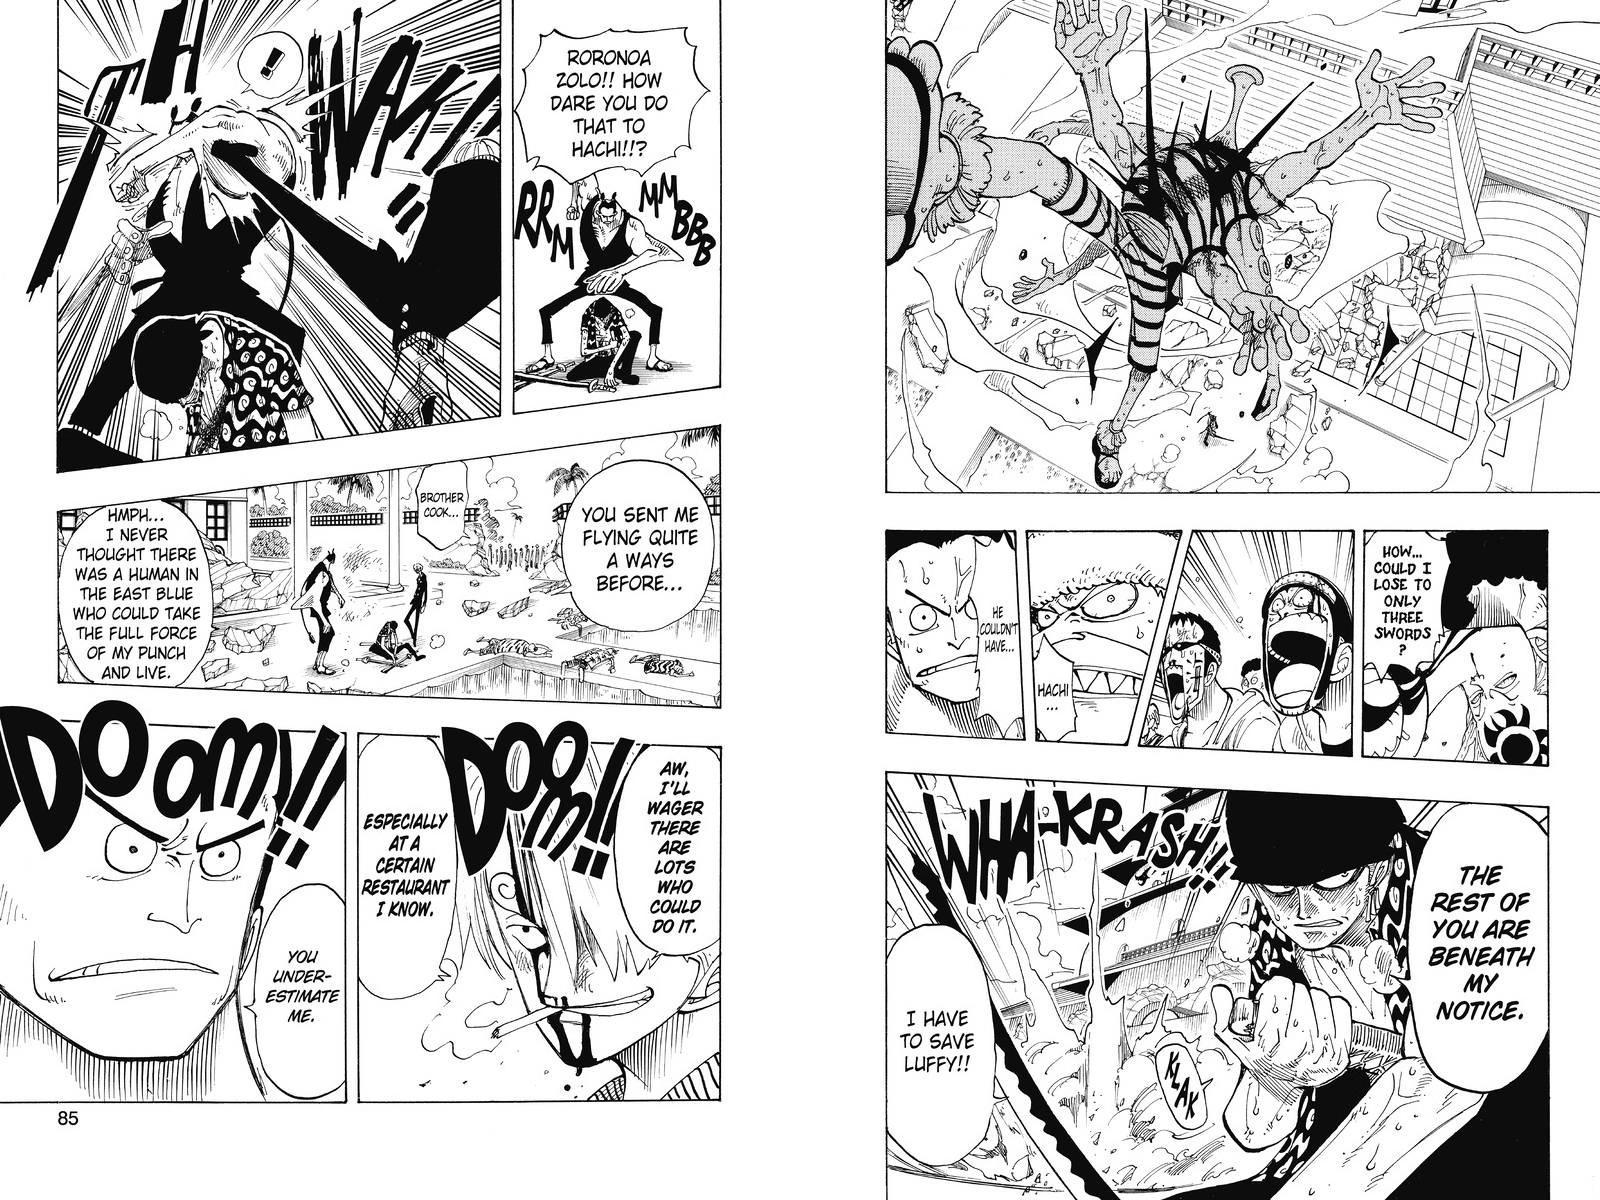 HOW...
COULD I
LOSE TO
ONLY
THREE
SWORDS
?
HACHI
...
HE
COULDN'T
HAVE...
THE
REST OF
YOU ARE
BENEATH
MY
NOTICE.
WHA-KRASH!!
KLAK
I HAVE
TO SAVE
LUFFY!!
RORONOA
ZOLO!! HOW
DARE YOU DO
THAT TO
HACHI!!?
RRM
MMBBB
!
THWAK!!
YOU SENT ME
FLYING QUITE
A WAYS
BEFORE...
BROTHER
COOK...
HMPH...
I NEVER
THOUGHT THERE
WAS A HUMAN IN
THE EAST BLUE
WHO COULD TAKE
THE FULL FORCE
OF MY PUNCH
AND LIVE.
AW,
I'LL
WAGER
THERE
ARE
LOTS
WHO
COULD
DO IT.
DOOM!!
ESPECIALLY
AT A
CERTAIN
RESTAURANT
I KNOW.
DOOM!!
YOU
UNDER-
ESTIMATE
ME.
85